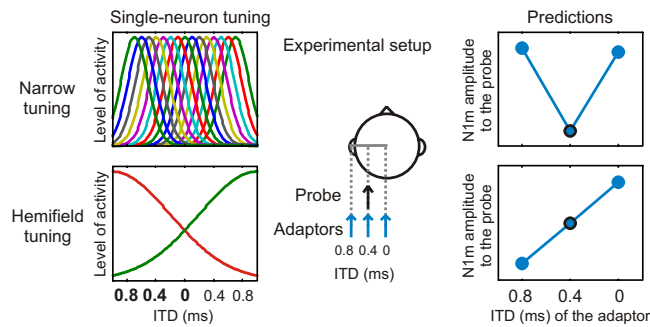 Single-neuron tuning
Experimental setup
Predictions
Narrow
tuning
Level of activity
N1m amplitude
to the probe
Hemifield
tuning
Level of activity
0.8 0.4 0 0.4 0.8
ITD (ms)
Probe
Adaptors
0.8 0.4 0
ITD (ms)
N1m amplitude
to the probe
0.8 0.4 0
ITD (ms) of the adaptor